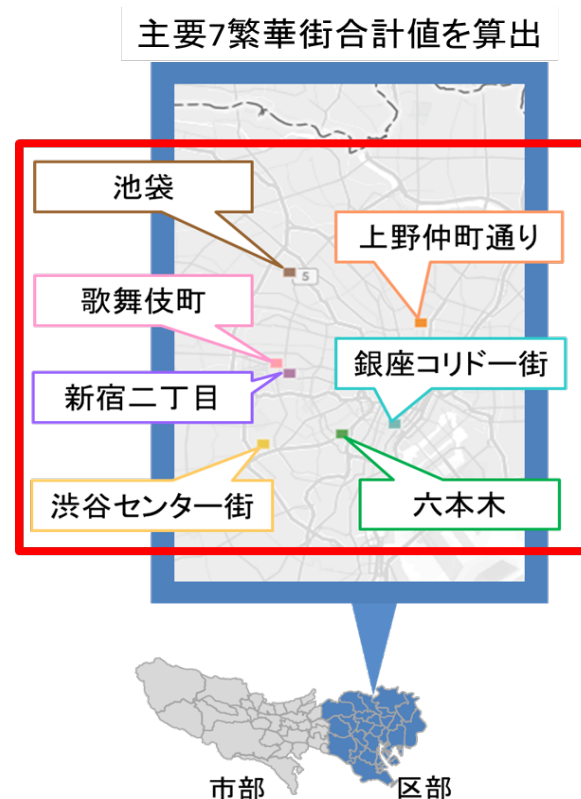 主要7繁華街合計値を算出
池袋
上野仲町通り
5
歌舞伎町
銀座コリドー街
新宿二丁目
渋谷センター街
六本木
市部
区部